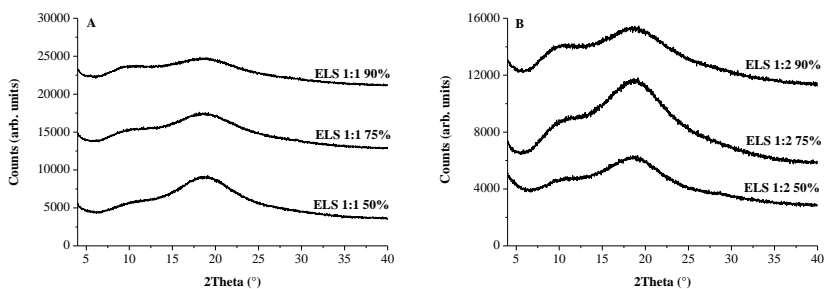 A
30000
25000
20000
15000
10000
5000
0
Counts (arb. units)
ELS 1:1 90%
ELS 1:1 75%
ELS 1:1 50%
5 10 15 20 25 30 35 40
2Theta (°)
B
16000
12000
8000
4000
0
Counts (arb. units)
ELS 1:2 90%
ELS 1:2 75%
ELS 1:2 50%
5 10 15 20 25 30 35 40
2Theta (°)